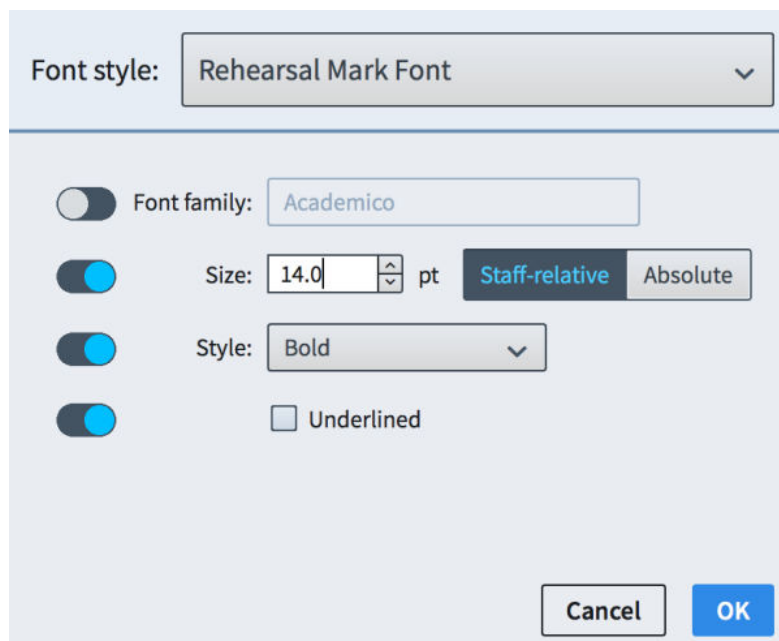 Font style: Rehearsal Mark Font
Font family: Academico
Size: 14.0 pt Staff-relative Absolute
Style: Bold
Underlined
Cancel OK